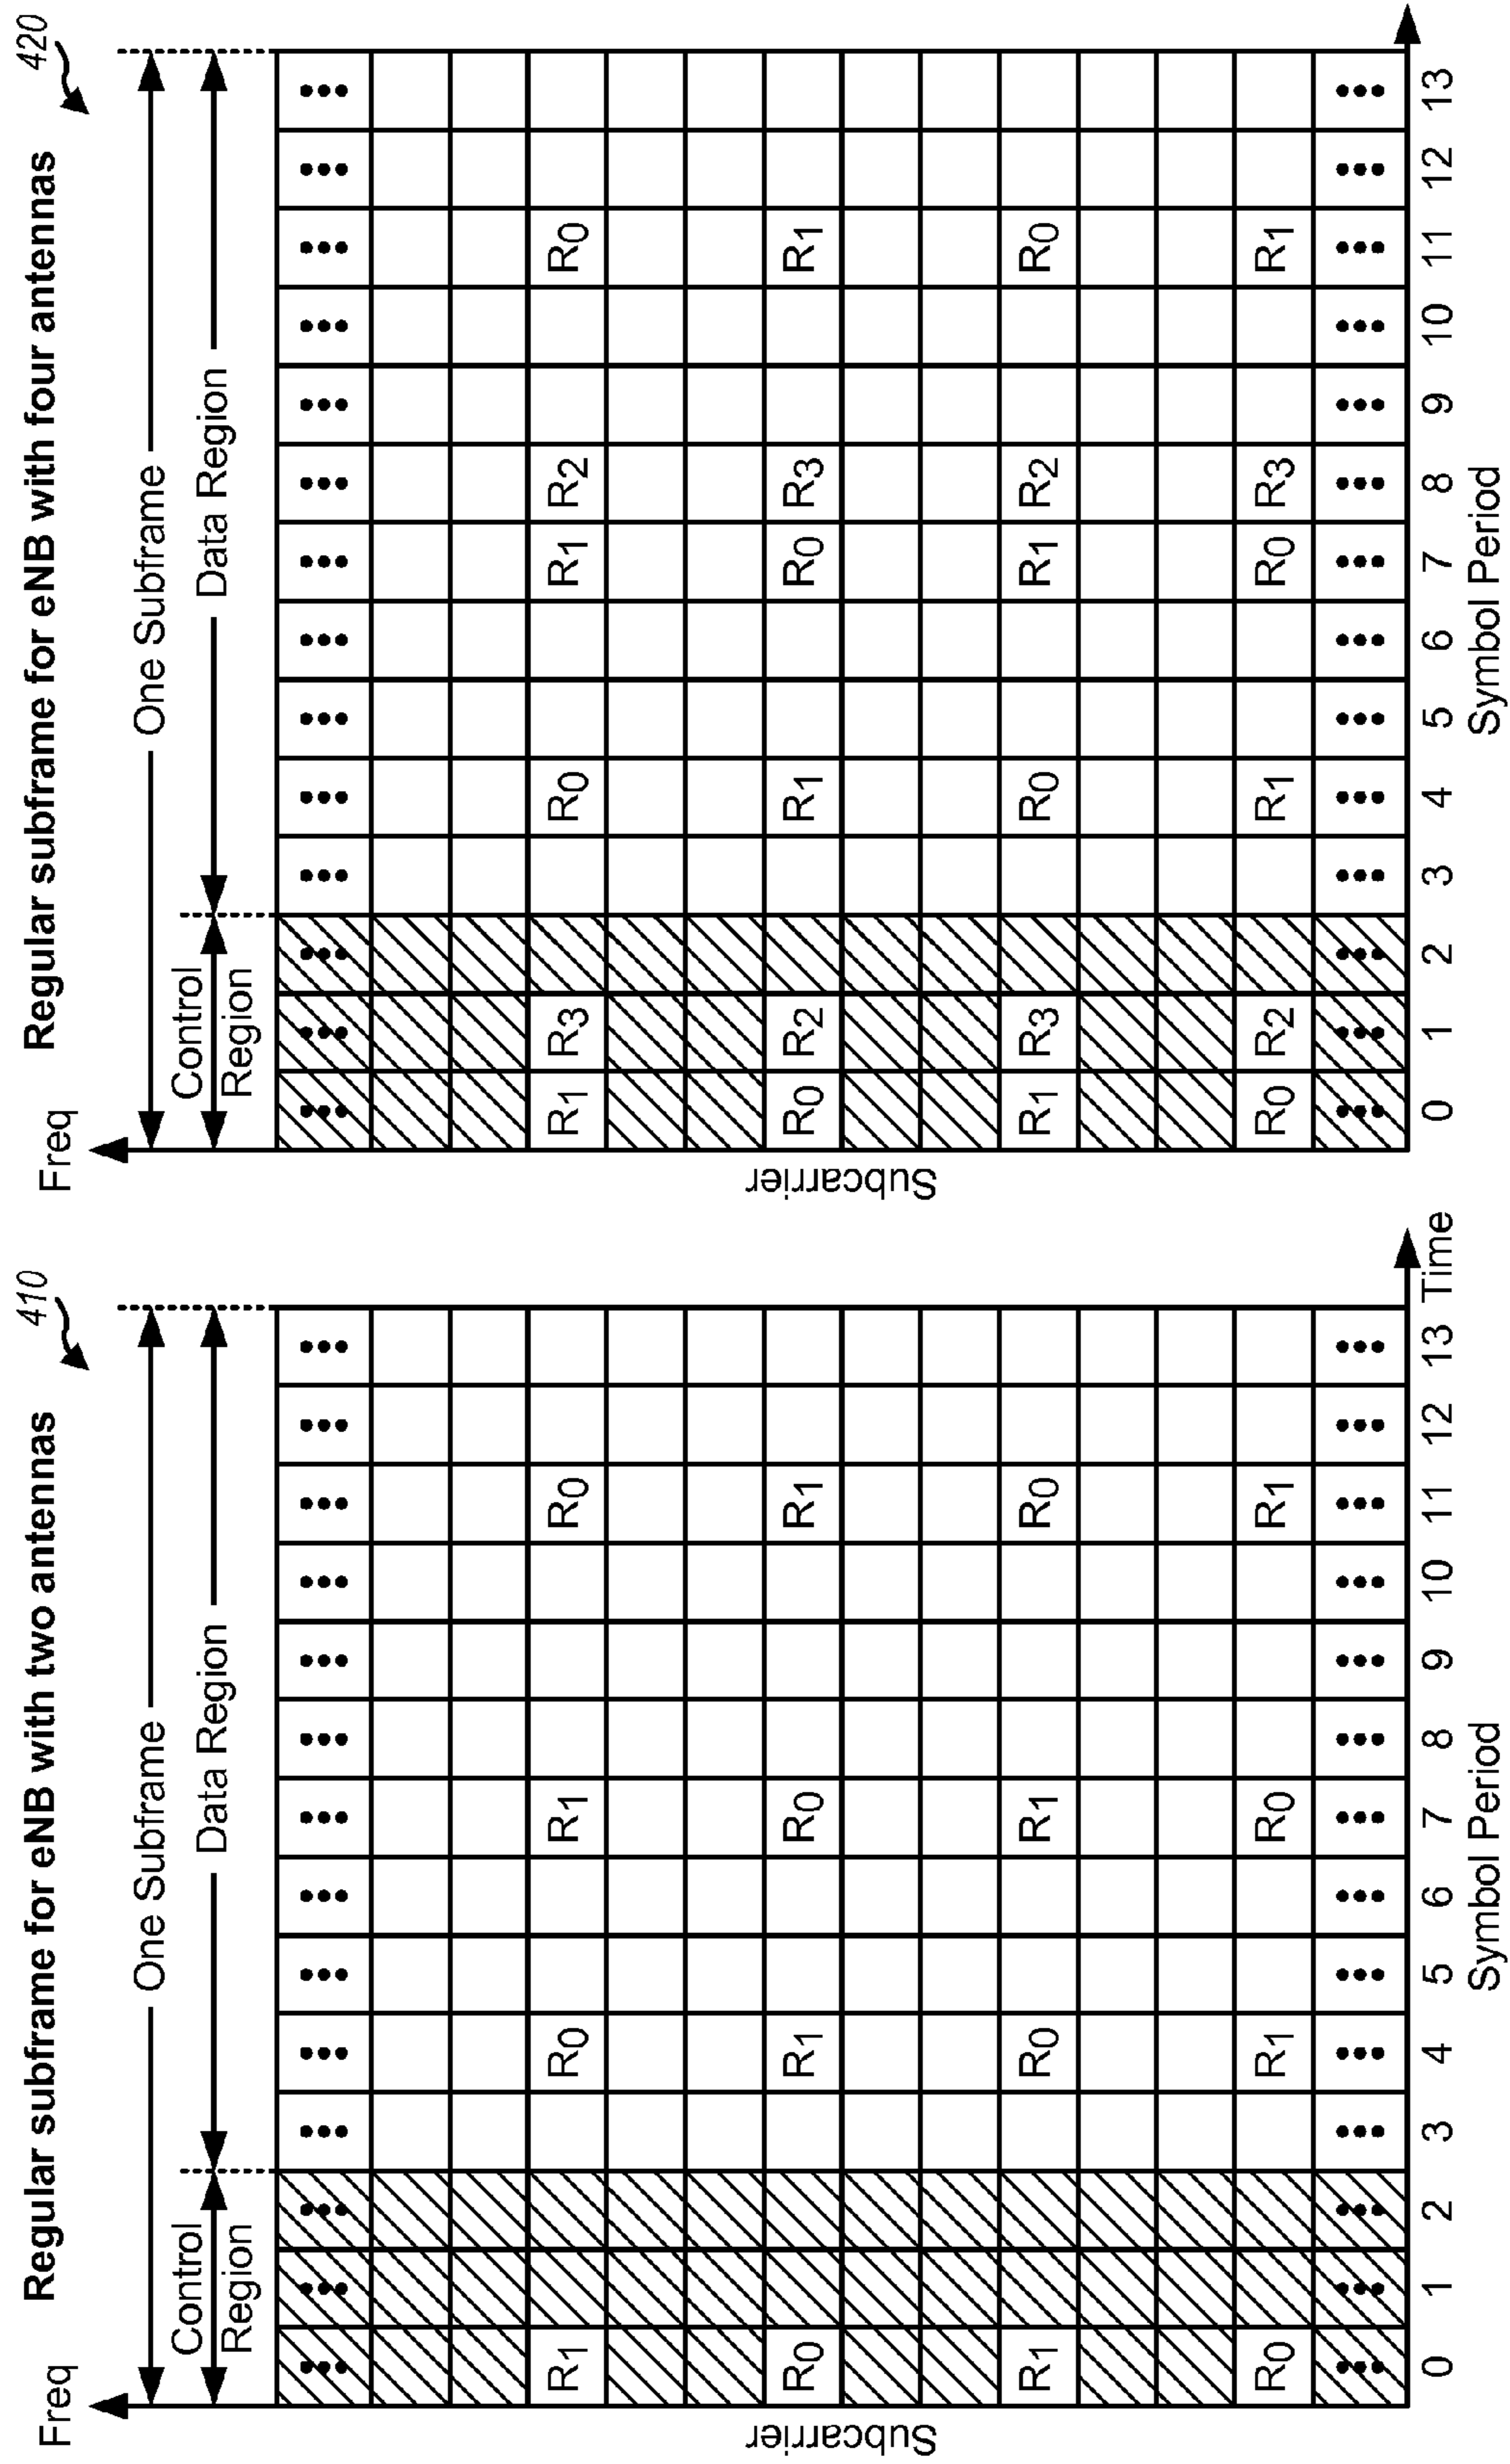 Regular subframe for eNB with two antennas
410
Freq
One Subframe
Control
Region
Data Region
Subcarrier
••• ••• ••• ••• ••• ••• ••• ••• ••• ••• ••• ••• ••• •••
R1 R0 R1 R0
R0 R1 R0 R1
R1 R0 R1 R0
R0 R1 R0 R1
••• ••• ••• ••• ••• ••• ••• ••• ••• ••• ••• ••• ••• •••
0 1 2 3 4 5 6 7 8 9 10 11 12 13 Time
Symbol Period
Regular subframe for eNB with four antennas
420
Freq
One Subframe
Control
Region
Data Region
Subcarrier
••• ••• ••• ••• ••• ••• ••• ••• ••• ••• ••• ••• ••• •••
R1 R3 R0 R1 R2 R0
R0 R2 R1 R0 R3 R1
R1 R3 R0 R1 R2 R0
R0 R2 R1 R0 R3 R1
••• ••• ••• ••• ••• ••• ••• ••• ••• ••• ••• ••• ••• •••
0 1 2 3 4 5 6 7 8 9 10 11 12 13
Symbol Period